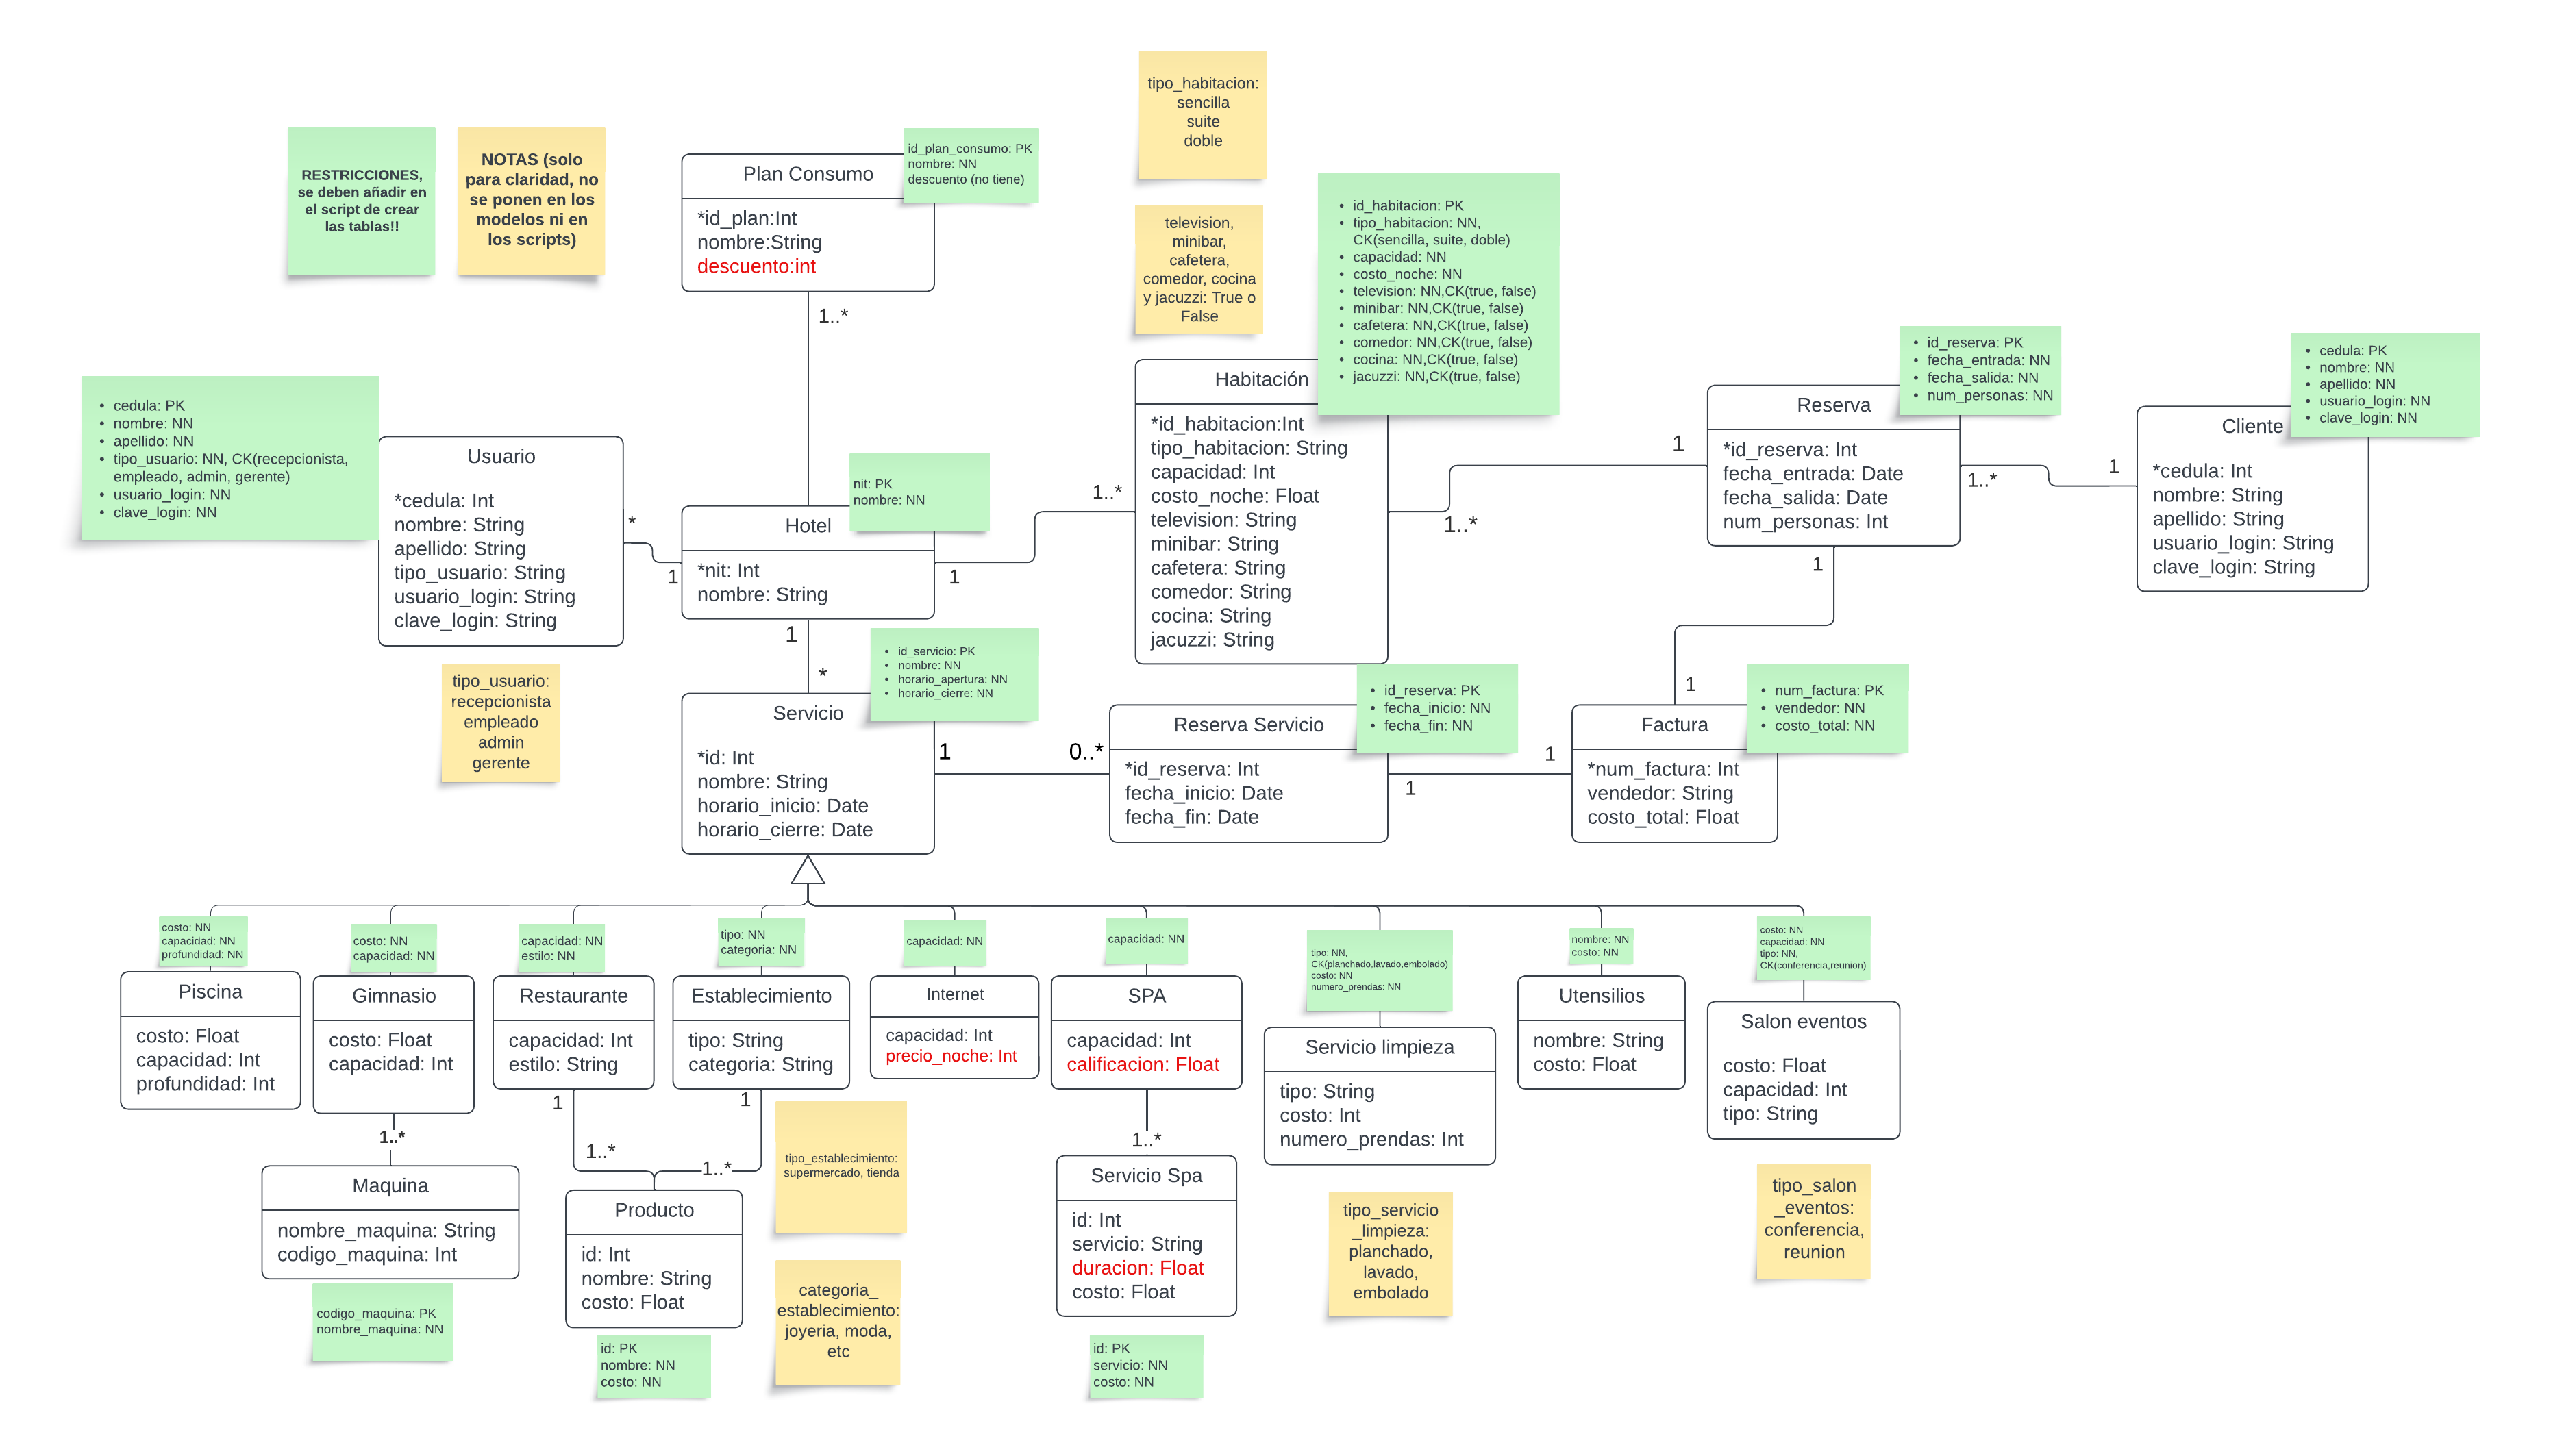 tipo_habitacion:
sencilla
suite
doble
RESTRICCIONES,
se deben añadir en
el script de crear
las tablas!!
NOTAS (solo
para claridad, no
se ponen en los
modelos ni en
los scripts)
Plan Consumo
*id_plan:Int
nombre:String
descuento:int
id_plan_consumo: PK
nombre: NN
descuento (no tiene)
1..*
television,
minibar,
cafetera,
comedor, cocina
y jacuzzi: True o
False
• id_habitacion: PK
• tipo_habitacion: NN,
CK(sencilla, suite, doble)
• capacidad: NN
• costo_noche: NN
• television: NN,CK(true, false)
• minibar: NN,CK(true, false)
• cafetera: NN,CK(true, false)
• comedor: NN,CK(true, false)
• cocina: NN,CK(true, false)
• jacuzzi: NN,CK(true, false)
• cedula: PK
• nombre: NN
• apellido: NN
• tipo_usuario: NN, CK(recepcionista,
empleado, admin, gerente)
• usuario_login: NN
• clave_login: NN
Usuario
*cedula: Int
nombre: String
apellido: String
tipo_usuario: String
usuario_login: String
clave_login: String
*
1
nit: PK
nombre: NN
Hotel
*nit: Int
nombre: String
1
1..*
Habitación
*id_habitacion:Int
tipo_habitacion: String
capacidad: Int
costo_noche: Float
television: String
minibar: String
cafetera: String
comedor: String
cocina: String
jacuzzi: String
1..*
1
• id_reserva: PK
• fecha_entrada: NN
• fecha_salida: NN
• num_personas: NN
Reserva
*id_reserva: Int
fecha_entrada: Date
fecha_salida: Date
num_personas: Int
1..*
1
• cedula: PK
• nombre: NN
• apellido: NN
• usuario_login: NN
• clave_login: NN
Cliente
*cedula: Int
nombre: String
apellido: String
usuario_login: String
clave_login: String
1
1
tipo_usuario:
recepcionista
empleado
admin
gerente
1
*
• id_servicio: PK
• nombre: NN
• horario_apertura: NN
• horario_cierre: NN
Servicio
*id: Int
nombre: String
horario_inicio: Date
horario_cierre: Date
1
0..*
• id_reserva: PK
• fecha_inicio: NN
• fecha_fin: NN
Reserva Servicio
*id_reserva: Int
fecha_inicio: Date
fecha_fin: Date
1
1
• num_factura: PK
• vendedor: NN
• costo_total: NN
Factura
*num_factura: Int
vendedor: String
costo_total: Float
costo: NN
capacidad: NN
profundidad: NN
Piscina
costo: Float
capacidad: Int
profundidad: Int
costo: NN
capacidad: NN
Gimnasio
costo: Float
capacidad: Int
capacidad: NN
estilo: NN
Restaurante
capacidad: Int
estilo: String
tipo: NN
categoria: NN
Establecimiento
tipo: String
categoria: String
capacidad: NN
Internet
capacidad: Int
precio_noche: Int
capacidad: NN
SPA
capacidad: Int
calificacion: Float
tipo: NN,
CK(planchado,lavado,embolado)
costo: NN
numero_prendas: NN
Servicio limpieza
tipo: String
costo: Int
numero_prendas: Int
nombre: NN
costo: NN
Utensilios
nombre: String
costo: Float
costo: NN
capacidad: NN
tipo: NN,
CK(conferencia,reunion)
Salon eventos
costo: Float
capacidad: Int
tipo: String
1..*
Maquina
nombre_maquina: String
codigo_maquina: Int
codigo_maquina: PK
nombre_maquina: NN
1
1..*
1
1..*
Producto
id: Int
nombre: String
costo: Float
id: PK
nombre: NN
costo: NN
tipo_establecimiento:
supermercado, tienda
categoria_
establecimiento:
joyeria, moda,
etc
1..*
Servicio Spa
id: Int
servicio: String
duracion: Float
costo: Float
id: PK
servicio: NN
costo: NN
tipo_servicio
_limpieza:
planchado,
lavado,
embolado
tipo_salon
_eventos:
conferencia,
reunion